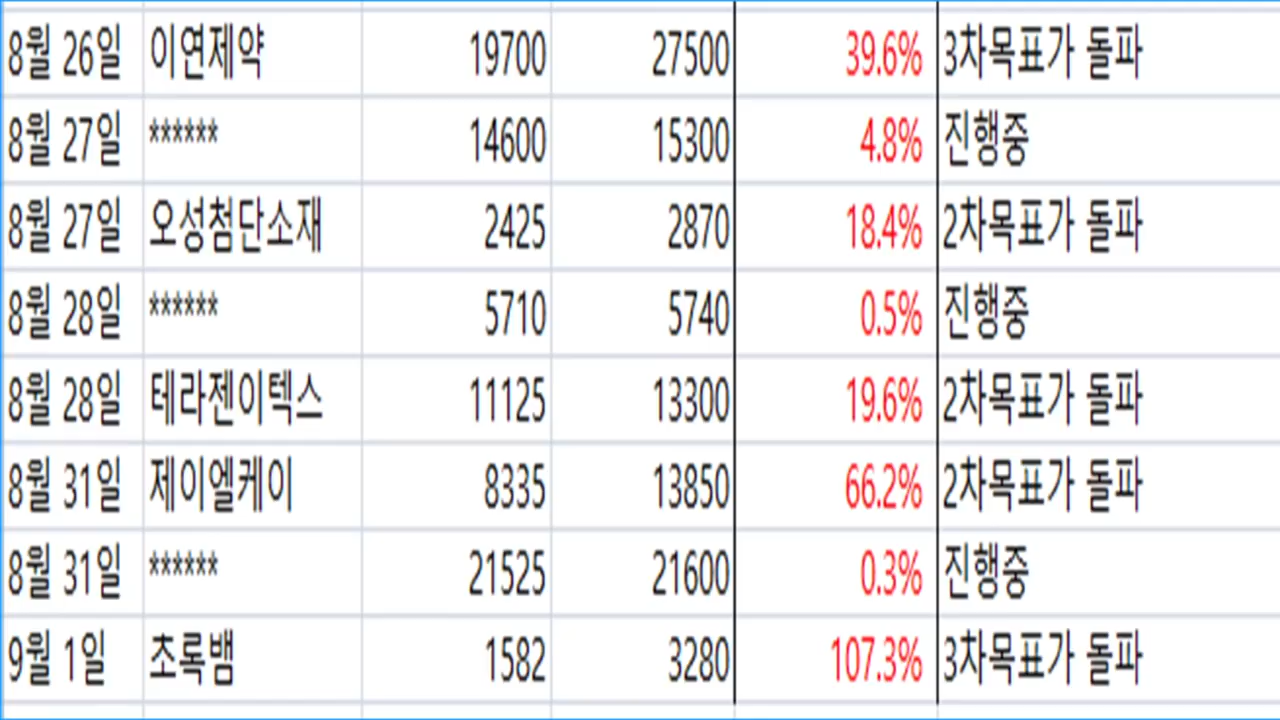 8월 26일 이연제약 19700 27500 39.6% 3차목표가 돌파
8월 27일 ****** 14600 15300 4.8% 진행중
8월 27일 오성첨단소재 2425 2870 18.4% 2차목표가 돌파
8월 28일 ****** 5710 5740 0.5% 진행중
8월 28일 테라젠이텍스 11125 13300 19.6% 2차목표가 돌파
8월 31일 제이엘케이 8335 13850 66.2% 2차목표가 돌파
8월 31일 ****** 21525 21600 0.3% 진행중
9월 1일 초록뱀 1582 3280 107.3% 3차목표가 돌파